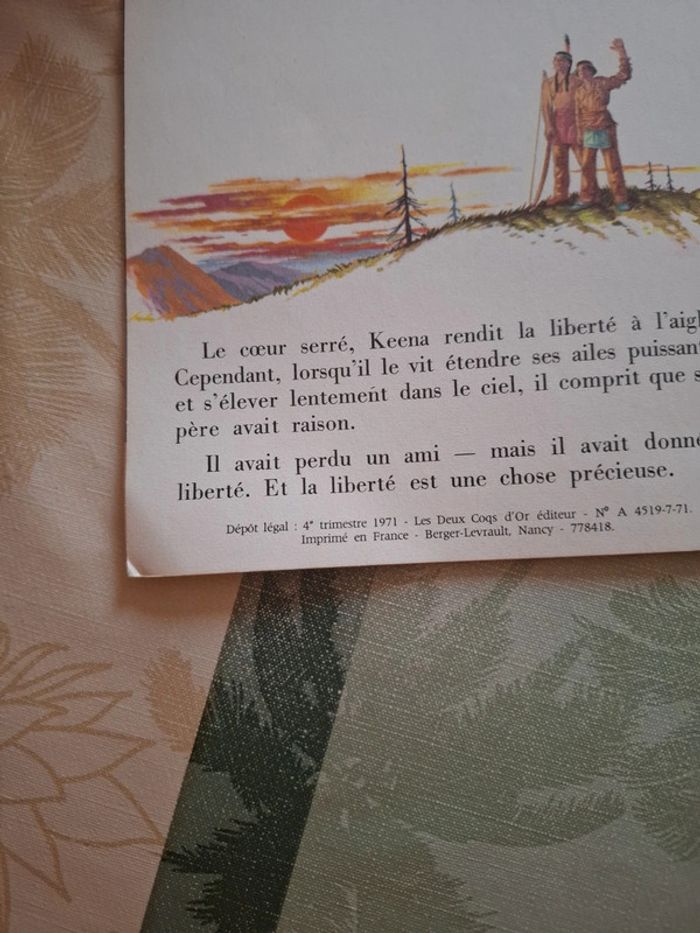 Le cœur serré, Keena rendit la liberté à l'aigl
Cependant, lorsqu'il le vit étendre ses ailes puissan
et s'élever lentement dans le ciel, il comprit que s
père avait raison.
Il avait perdu un ami — mais il avait donné
liberté. Et la liberté est une chose précieuse.
Dépôt légal : 4e trimestre 1971 - Les Deux Coqs d'Or éditeur - N° A 4519-7-71.
Imprimé en France - Berger-Levrault, Nancy - 778418.